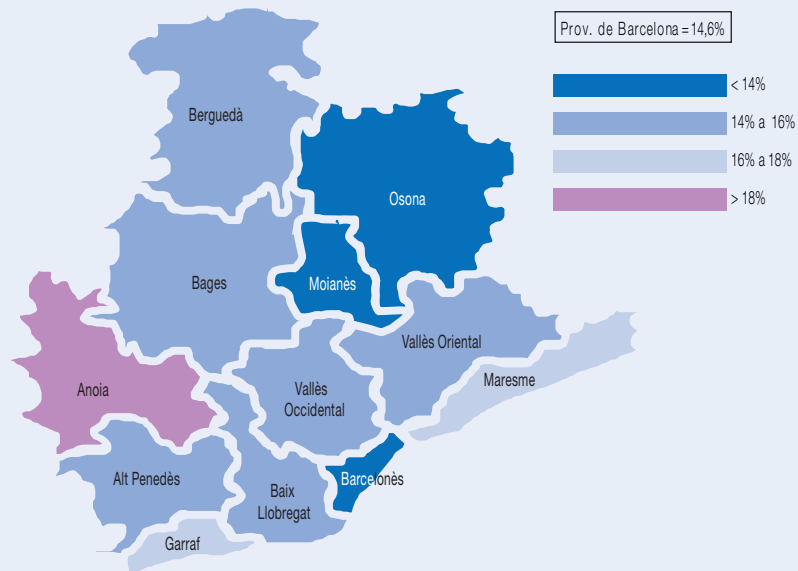 Prov. de Barcelona = 14,6%
< 14%
14% a 16%
16% a 18%
> 18%
Berguedà
Osona
Bages
Moianès
Vallès Oriental
Maresme
Anoia
Vallès
Occidental
Alt Penedès
Barcelonès
Baix
Llobregat
Garraf